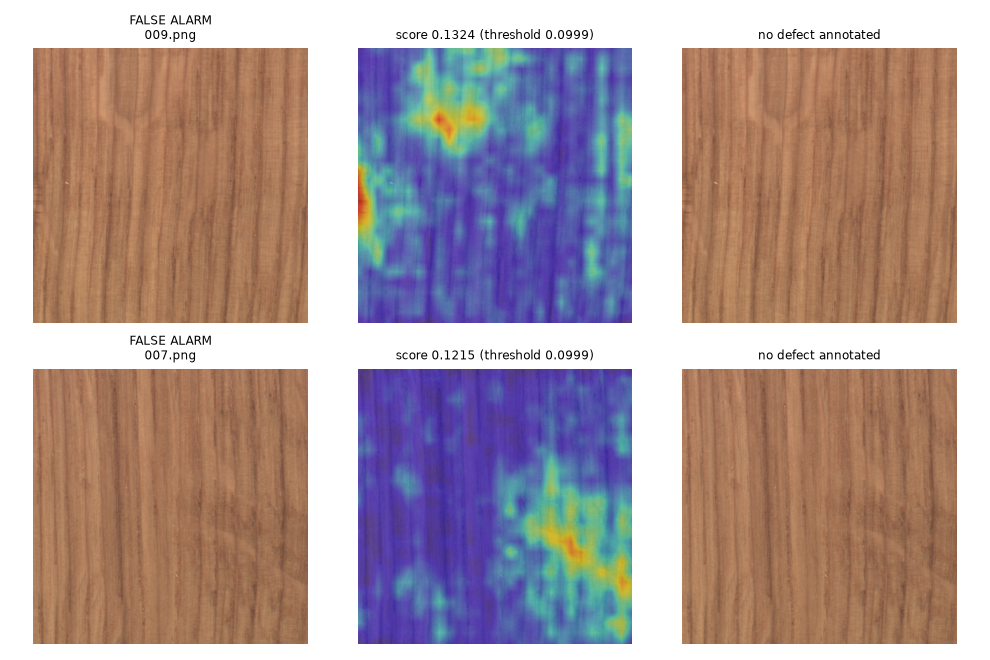 FALSE ALARM
009.png
score 0.1324 (threshold 0.0999)
no defect annotated
FALSE ALARM
007.png
score 0.1215 (threshold 0.0999)
no defect annotated